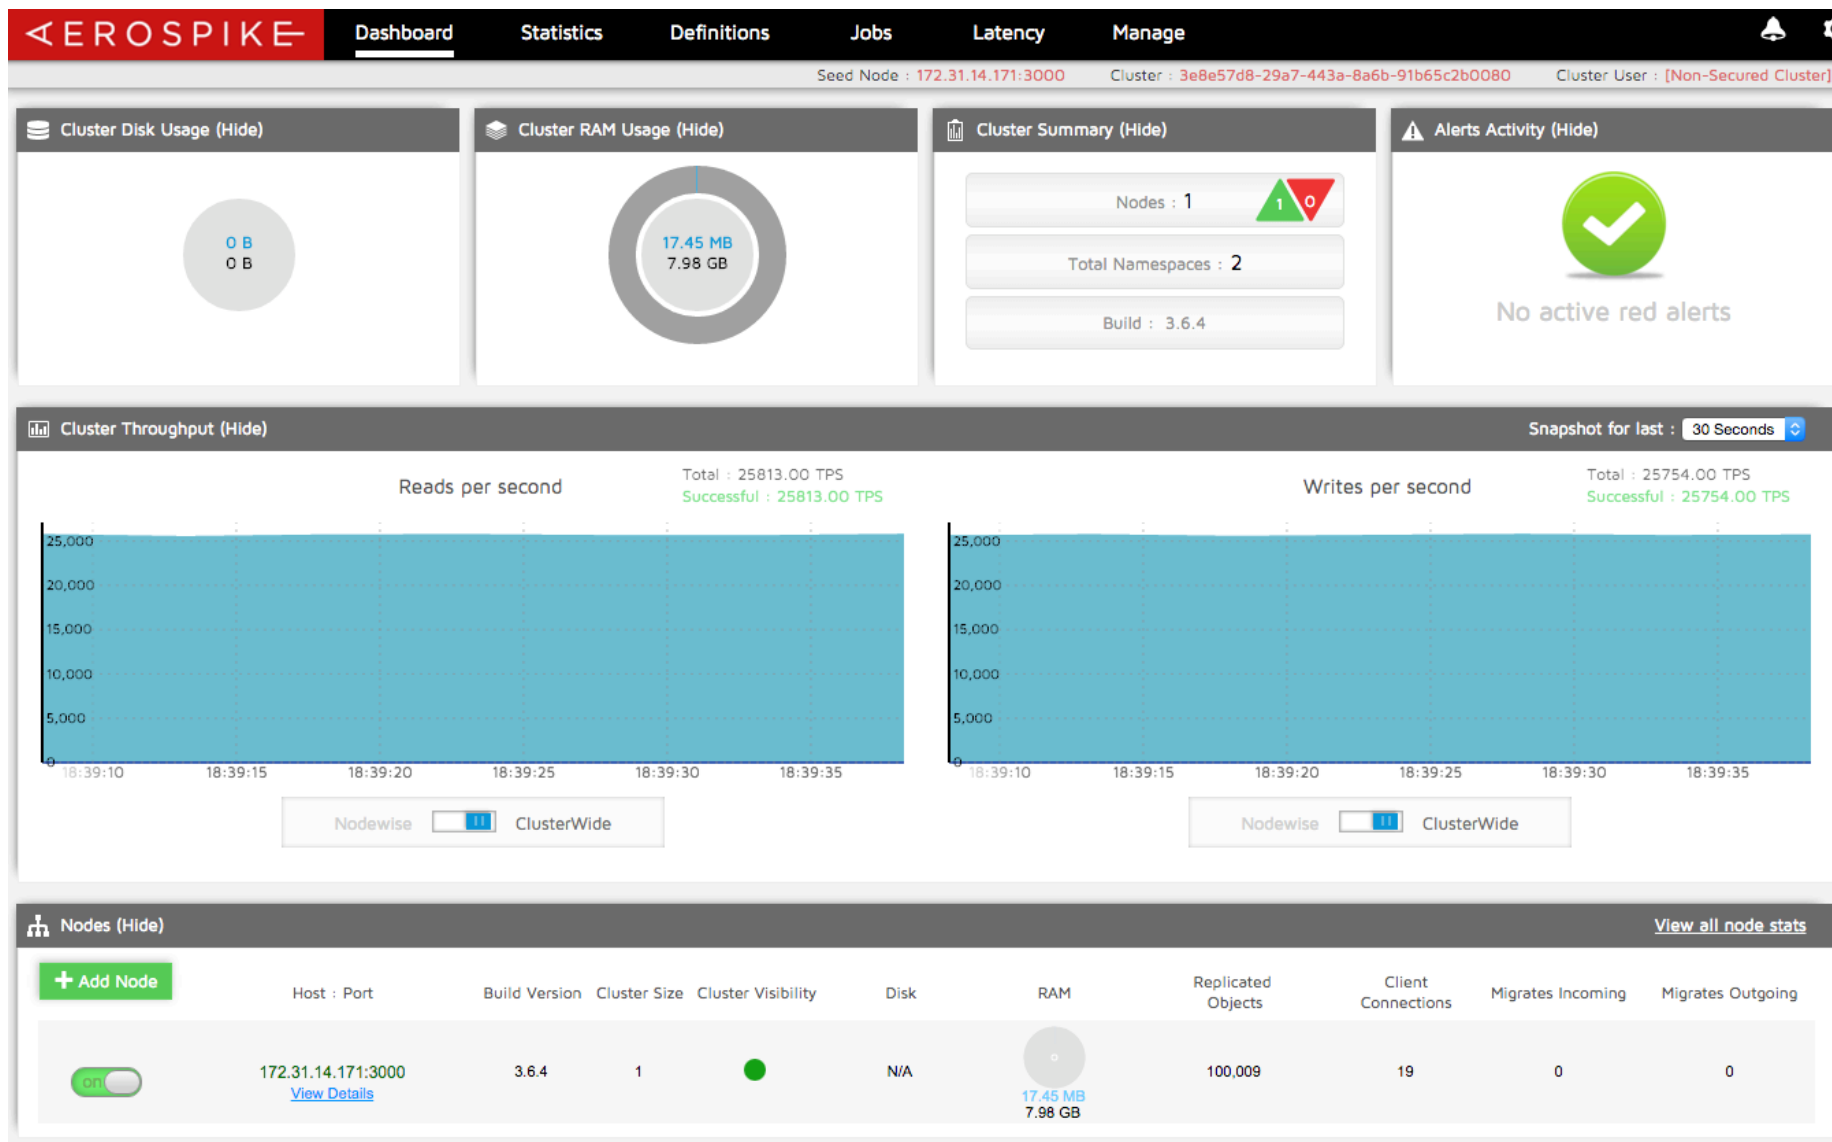 AEROSPIKE Dashboard Statistics Definitions Jobs Latency Manage
Seed Node : 172.31.14.171:3000 Cluster : 3e8e57d8-29a7-443a-8a6b-91b65c2b0080 Cluster User : [Non-Secured Cluster]
Cluster Disk Usage (Hide)
0 B
0 B
Cluster RAM Usage (Hide)
17.45 MB
7.98 GB
Cluster Summary (Hide)
Nodes : 1 1 0
Total Namespaces : 2
Build : 3.6.4
Alerts Activity (Hide)
No active red alerts
Cluster Throughput (Hide) Snapshot for last : 30 Seconds
Reads per second
Total : 25813.00 TPS
Successful : 25813.00 TPS
25,000
20,000
15,000
10,000
5,000
0
18:39:10 18:39:15 18:39:20 18:39:25 18:39:30 18:39:35
Nodewise ClusterWide
Writes per second
Total : 25754.00 TPS
Successful : 25754.00 TPS
25,000
20,000
15,000
10,000
5,000
0
18:39:10 18:39:15 18:39:20 18:39:25 18:39:30 18:39:35
Nodewise ClusterWide
Nodes (Hide) View all node stats
+ Add Node
Host : Port Build Version Cluster Size Cluster Visibility Disk RAM Replicated Objects Client Connections Migrates Incoming Migrates Outgoing
on 172.31.14.171:3000 3.6.4 1 N/A 0 100,009 19 0 0
View Details
17.45 MB
7.98 GB